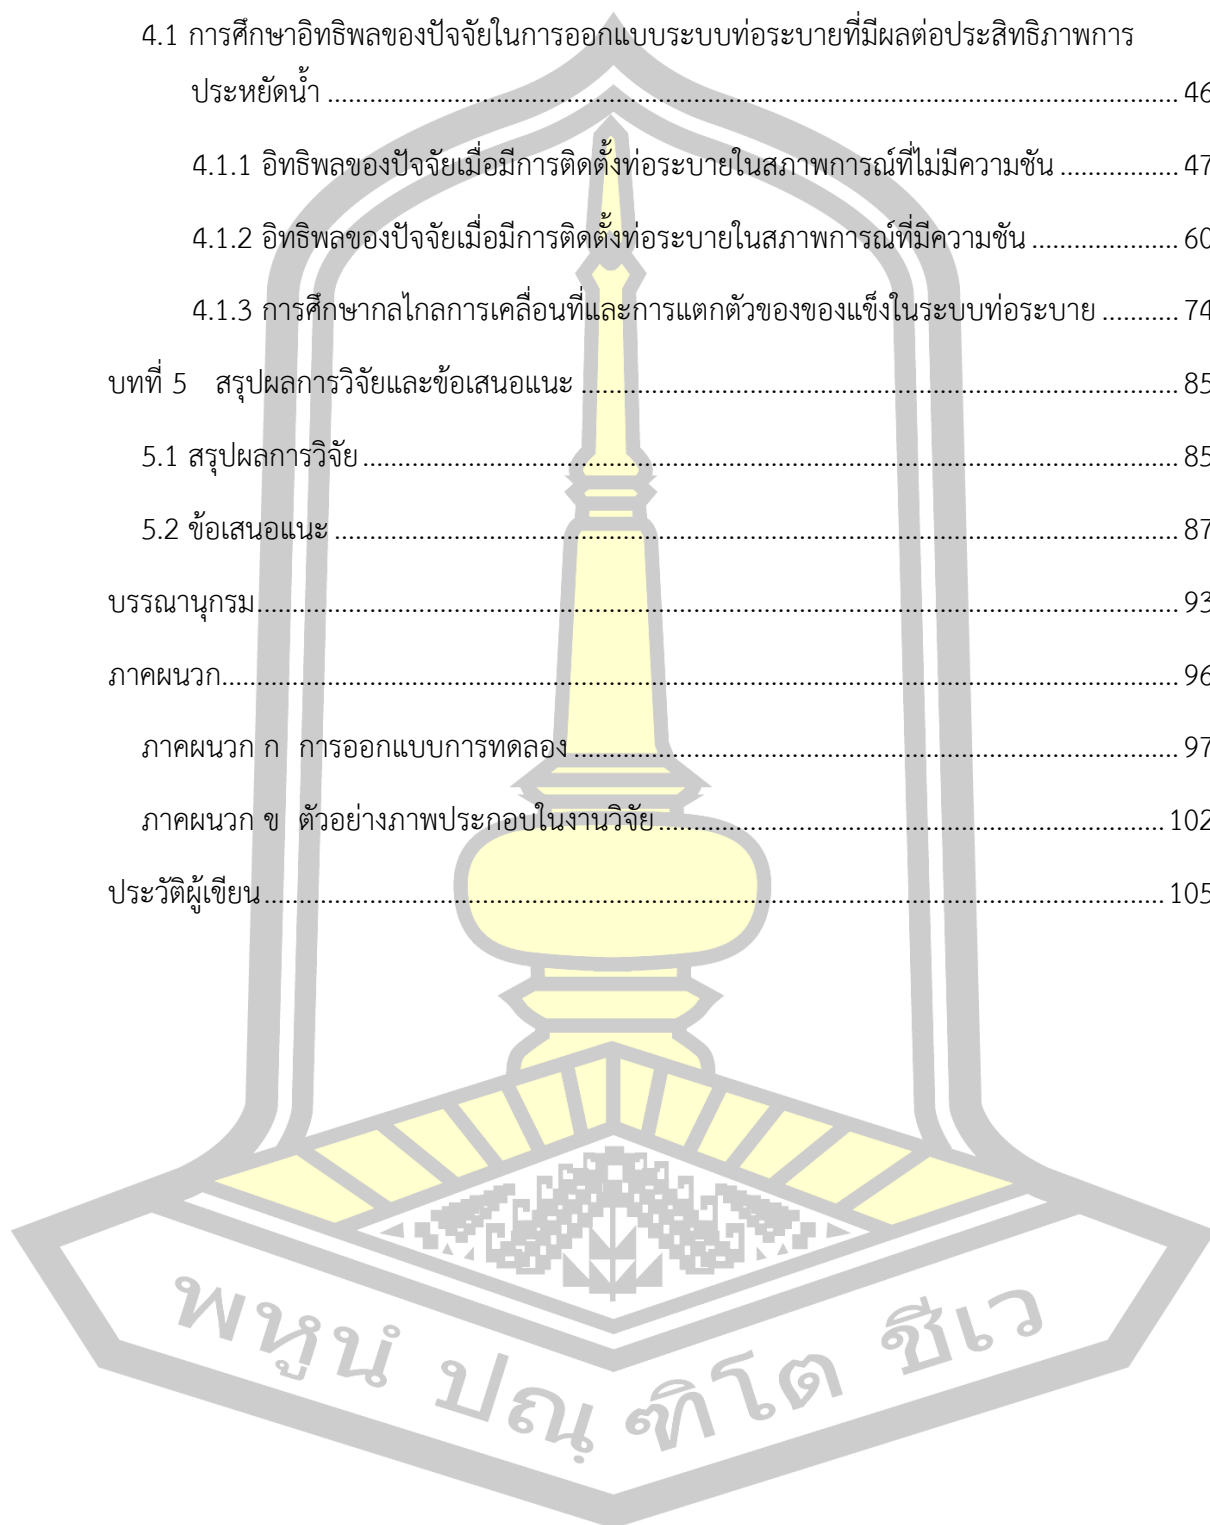 4.1 การศึกษาอิทธิพลของปัจจัยในการออกแบบระบบท่อระบายที่มีผลต่อประสิทธิภาพการ
ประหยัดน้ำ ........................................................................................................ 46
4.1.1 อิทธิพลของปัจจัยเมื่อมีการติดตั้งท่อระบายในสภาพการณ์ที่ไม่มีความชัน ................. 47
4.1.2 อิทธิพลของปัจจัยเมื่อมีการติดตั้งท่อระบายในสภาพการณ์ที่มีความชัน ..................... 60
4.1.3 การศึกษากลไกลการเคลื่อนที่และการแตกตัวของของแข็งในระบบท่อระบาย ........... 74
บทที่ 5 สรุปผลการวิจัยและข้อเสนอแนะ ......................................................................... 85
5.1 สรุปผลการวิจัย .................................................................................................... 85
5.2 ข้อเสนอแนะ ....................................................................................................... 87
บรรณานุกรม................................................................................................................. 93
ภาคผนวก...................................................................................................................... 96
ภาคผนวก ก การออกแบบการทดลอง ......................................................................... 97
ภาคผนวก ข ตัวอย่างภาพประกอบในงานวิจัย ............................................................. 102
ประวัติผู้เขียน ............................................................................................................... 105
พหูนํ ปณฺฑิโต ชีเว